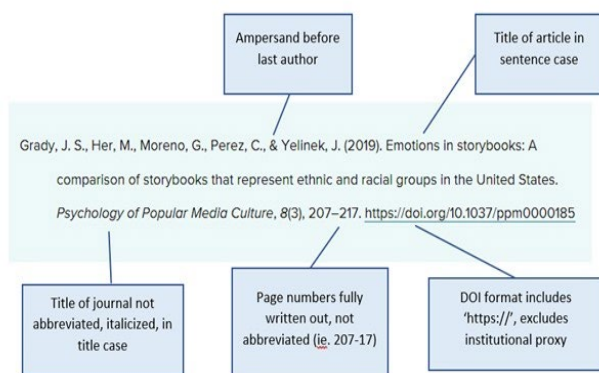 Ampersand before
last author
Title of article in
sentence case
Grady, J. S., Her, M., Moreno, G., Perez, C., & Yelinek, J. (2019). Emotions in storybooks: A
comparison of storybooks that represent ethnic and racial groups in the United States.
Psychology of Popular Media Culture, 8(3), 207–217. https://doi.org/10.1037/ppm0000185
Title of journal not
abbreviated, italicized, in
title case
Page numbers fully
written out, not
abbreviated (ie. 207-17)
DOI format includes
‘https://’, excludes
institutional proxy